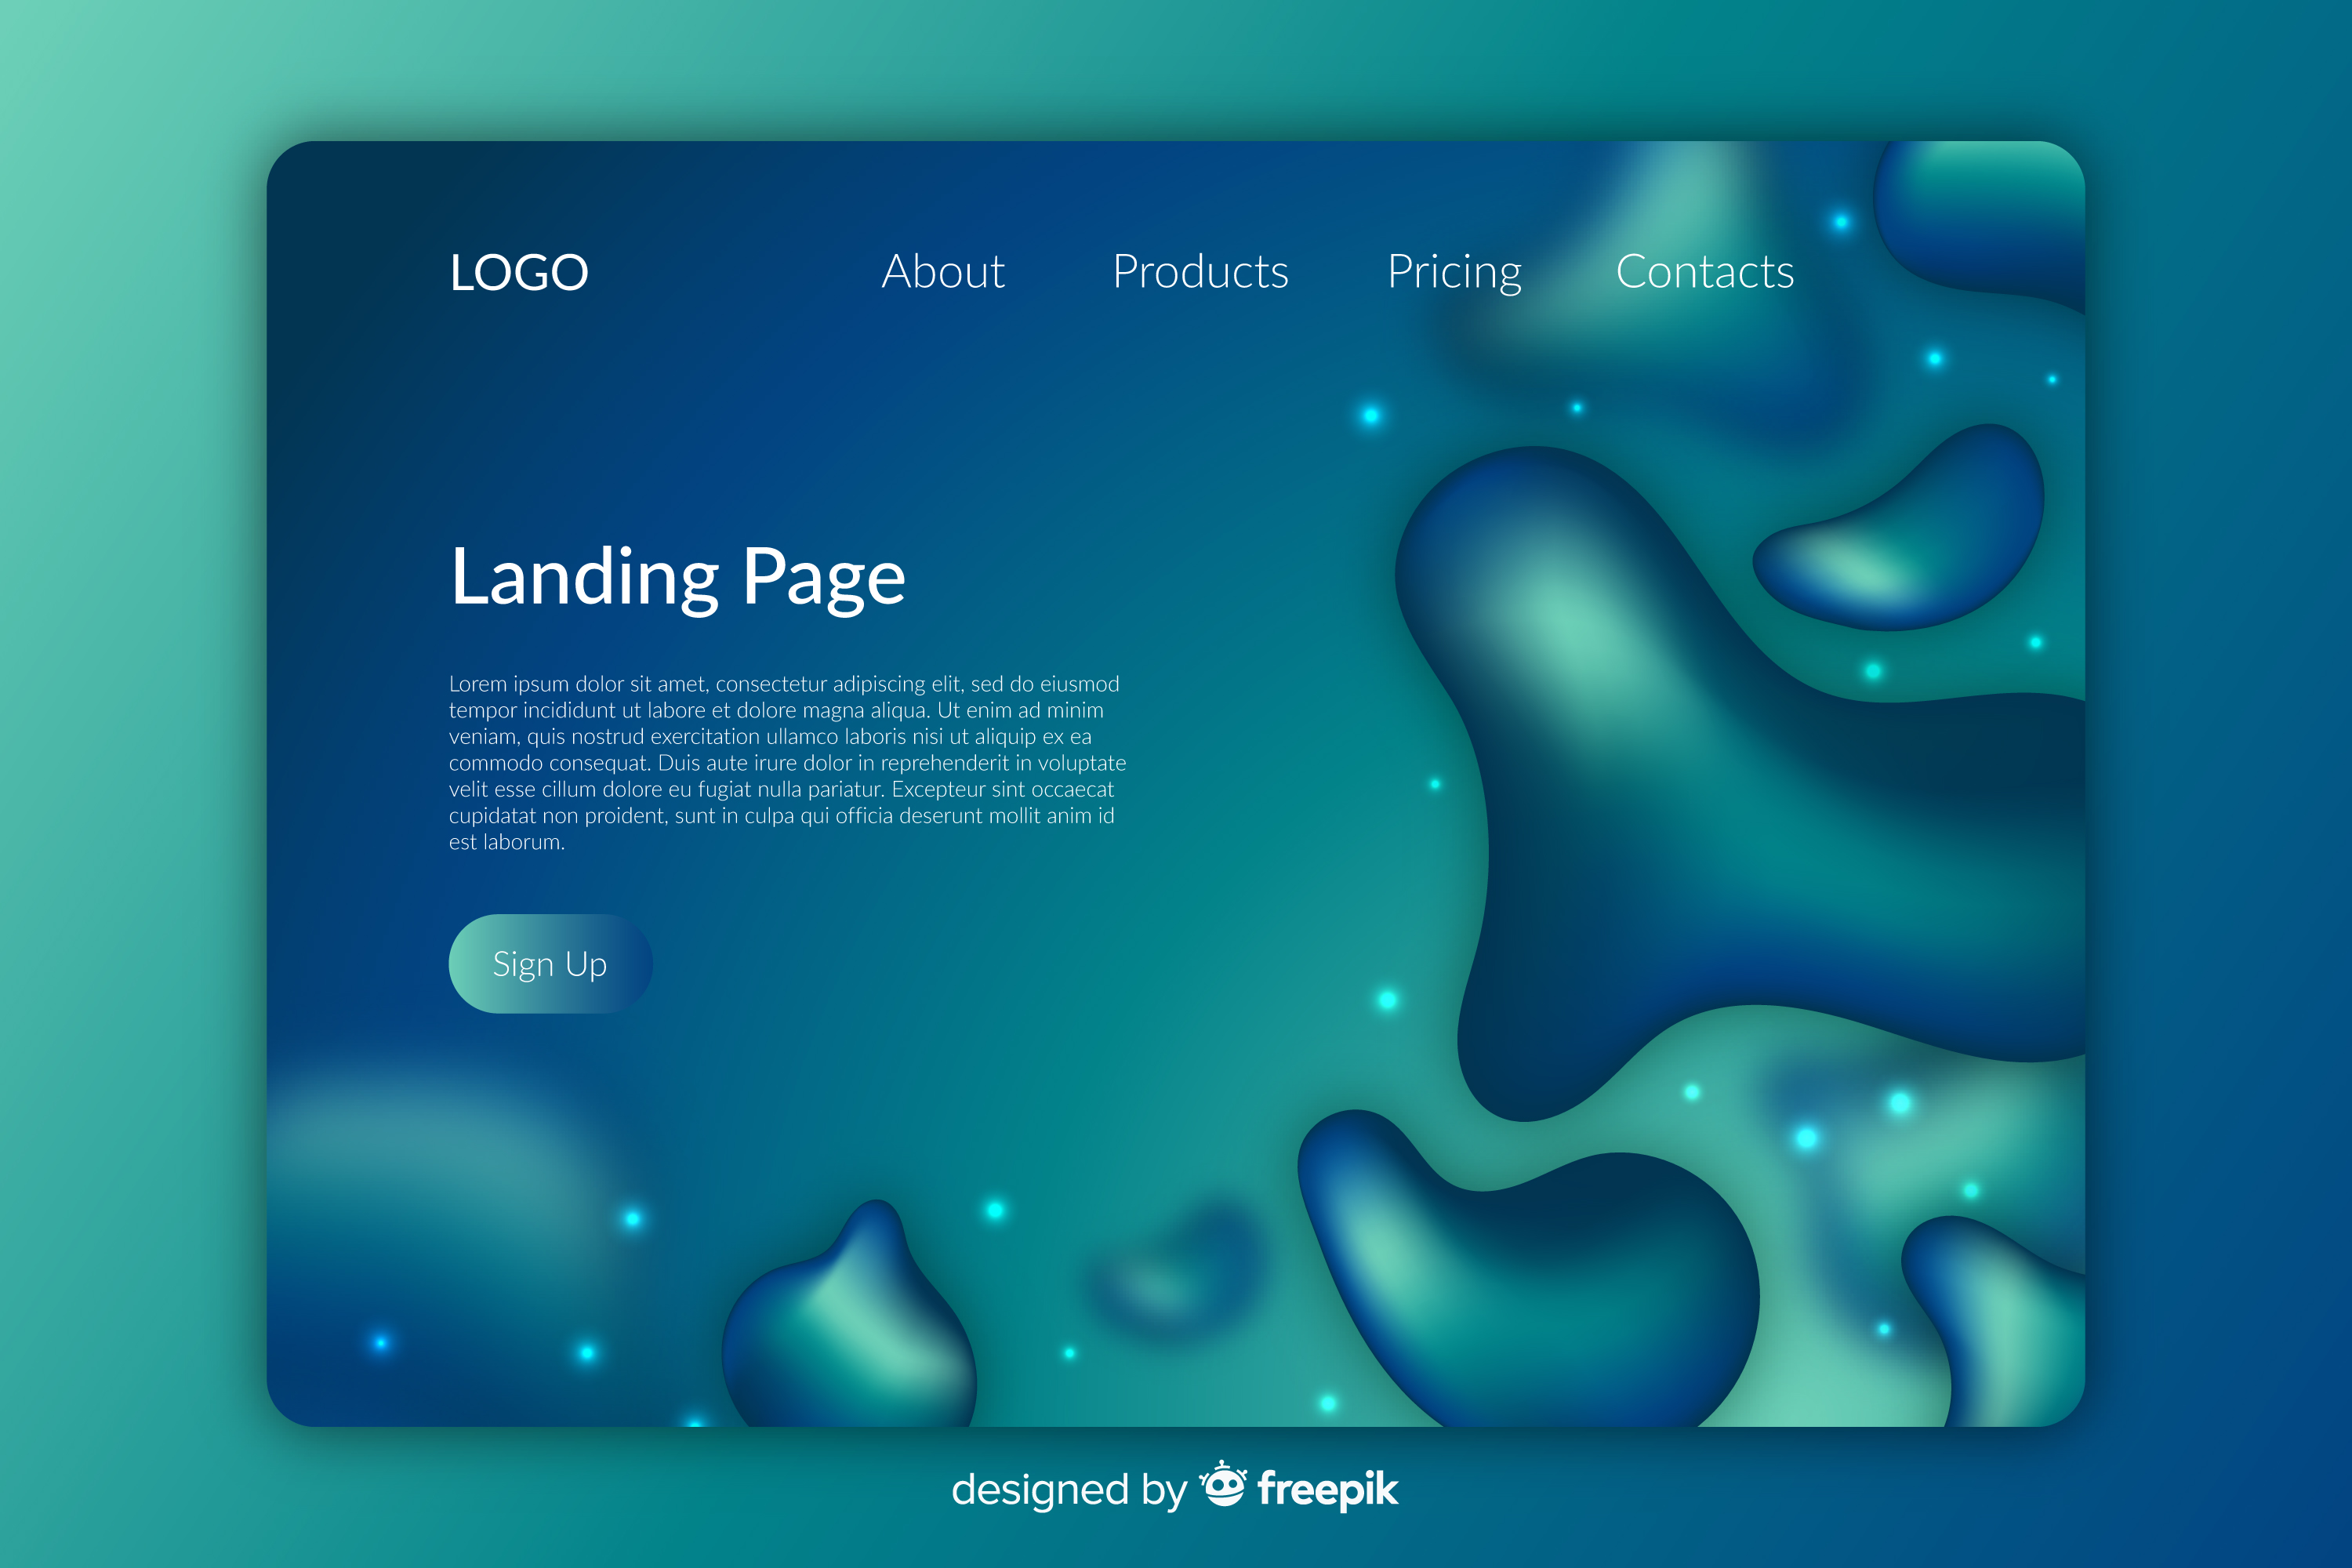 LOGO About Products Pricing Contacts
Landing Page
Lorem ipsum dolor sit amet, consectetur adipiscing elit, sed do eiusmod
tempor incididunt ut labore et dolore magna aliqua. Ut enim ad minim
veniam, quis nostrud exercitation ullamco laboris nisi ut aliquip ex ea
commodo consequat. Duis aute irure dolor in reprehenderit in voluptate
velit esse cillum dolore eu fugiat nulla pariatur. Excepteur sint occaecat
cupidatat non proident, sunt in culpa qui officia deserunt mollit anim id
est laborum.
Sign Up
designed by freepik